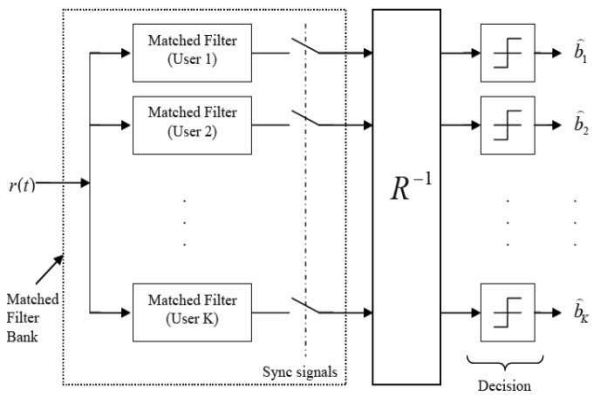 Matched Filter
(User 1)
b̂₁
Matched Filter
(User 2)
b̂₂
r(t)
R⁻¹
Matched
Filter
Bank
Matched Filter
(User K)
b̂K
Sync signals
Decision